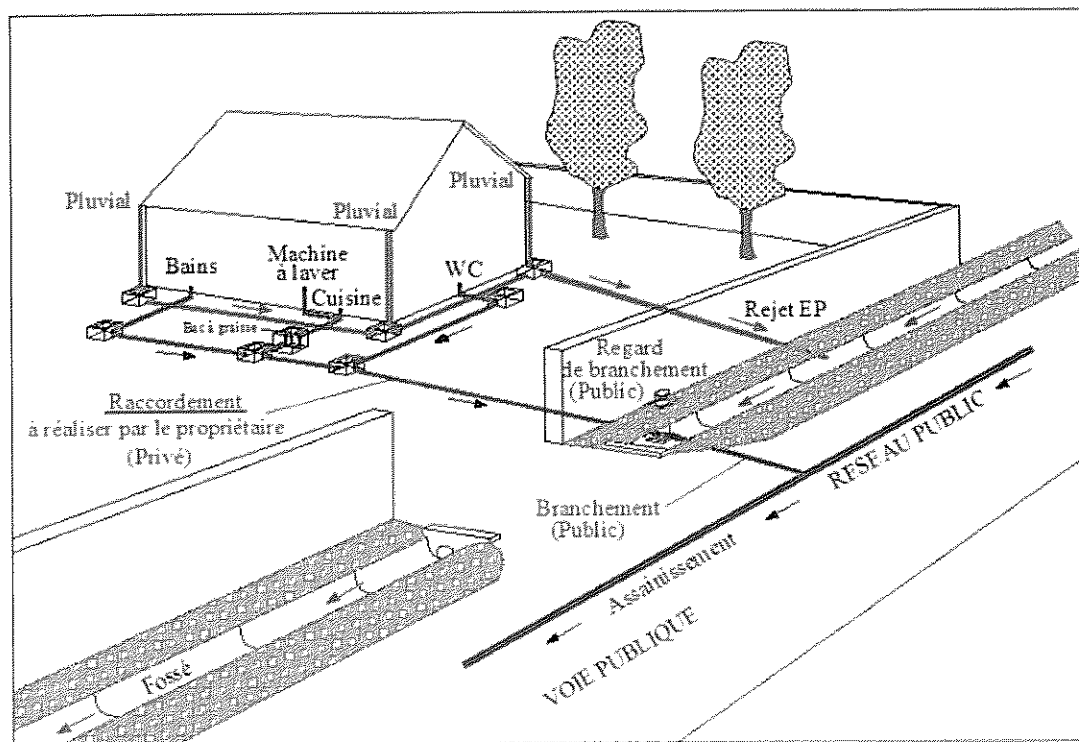 Pluvial
Pluvial
Pluvial
Bains
Machine
à laver
Cuisine
WC
Bac à graisse
Rejet EP
Regard
de branchement
(Public)
Raccordement
à réaliser par le propriétaire
(Privé)
Branchement
(Public)
RESEAU PUBLIC
Assainissement
VOIE PUBLIQUE
Fossé